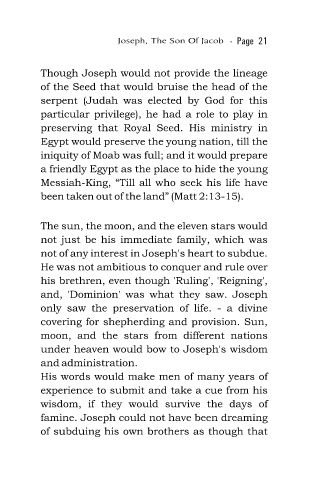 Joseph, The Son Of Jacob - Page 21
Though Joseph would not provide the lineage
of the Seed that would bruise the head of the
serpent (Judah was elected by God for this
particular privilege), he had a role to play in
preserving that Royal Seed. His ministry in
Egypt would preserve the young nation, till the
iniquity of Moab was full; and it would prepare
a friendly Egypt as the place to hide the young
Messiah-King, “Till all who seek his life have
been taken out of the land” (Matt 2:13-15).
The sun, the moon, and the eleven stars would
not just be his immediate family, which was
not of any interest in Joseph's heart to subdue.
He was not ambitious to conquer and rule over
his brethren, even though 'Ruling', 'Reigning',
and, 'Dominion' was what they saw. Joseph
only saw the preservation of life. - a divine
covering for shepherding and provision. Sun,
moon, and the stars from different nations
under heaven would bow to Joseph's wisdom
and administration.
His words would make men of many years of
experience to submit and take a cue from his
wisdom, if they would survive the days of
famine. Joseph could not have been dreaming
of subduing his own brothers as though that